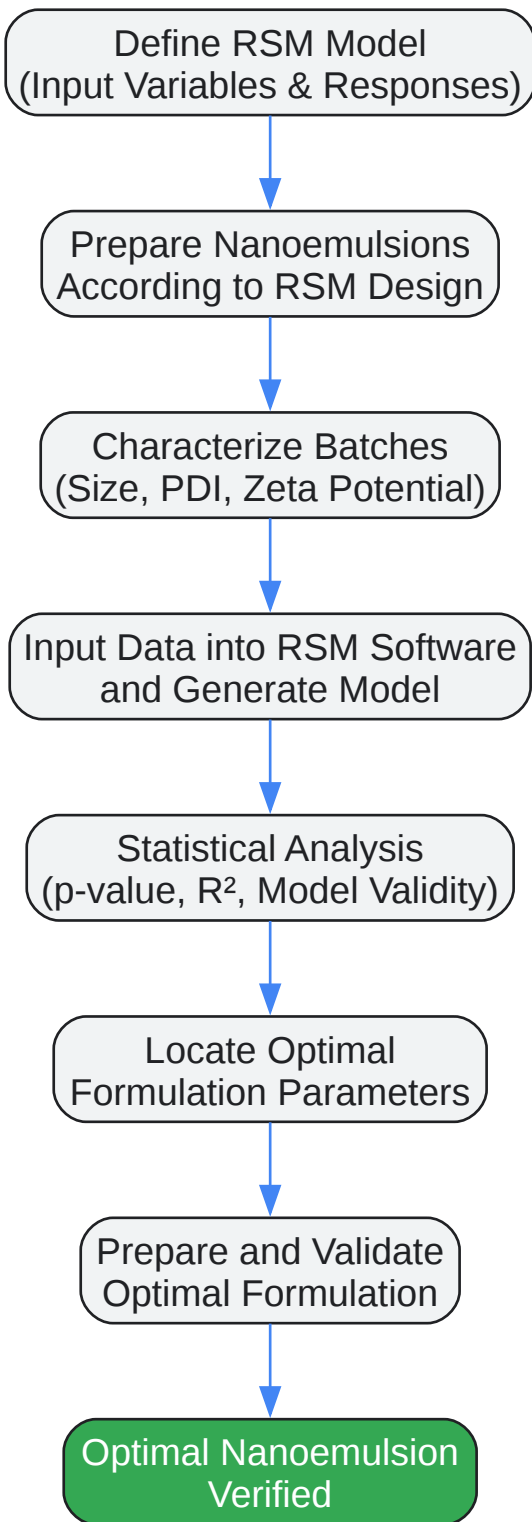 Define RSM Model
(Input Variables & Responses)
Prepare Nanoemulsions
According to RSM Design
Characterize Batches
(Size, PDI, Zeta Potential)
Input Data into RSM Software
and Generate Model
Statistical Analysis
(p-value, R², Model Validity)
Locate Optimal
Formulation Parameters
Prepare and Validate
Optimal Formulation
Optimal Nanoemulsion
Verified